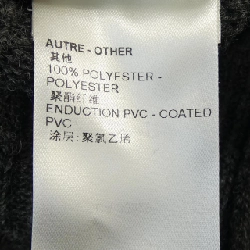 AUTRE - OTHER
其他
100% POLYESTER -
POLYESTER
聚酯纤维
ENDUCTION PVC - COATED
PVC
涂层: 聚氯乙烯